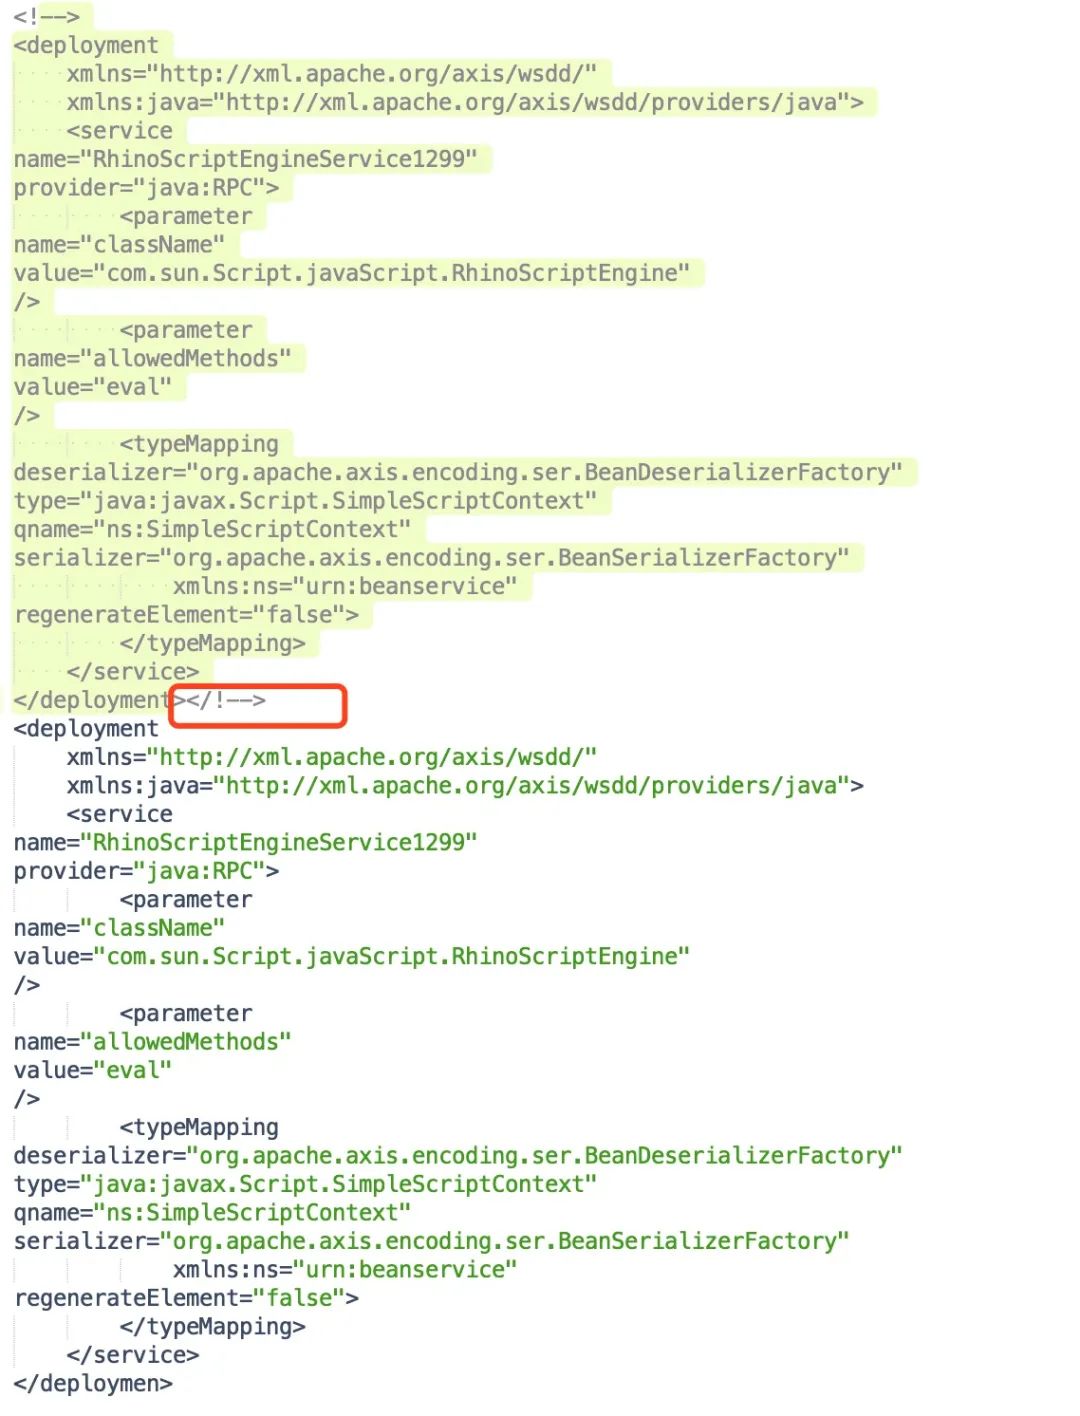 <!-->
<deployment
xmlns="http://xml.apache.org/axis/wsdd/"
xmlns:java="http://xml.apache.org/axis/wsdd/providers/java">
<service
name="RhinoScriptEngineService1299"
provider="java:RPC">
<parameter
name="className"
value="com.sun.Script.javaScript.RhinoScriptEngine"
/>
<parameter
name="allowedMethods"
value="eval"
/>
<typeMapping
deserializer="org.apache.axis.encoding.ser.BeanDeserializerFactory"
type="java:javax.Script.SimpleScriptContext"
qname="ns:SimpleScriptContext"
serializer="org.apache.axis.encoding.ser.BeanSerializerFactory"
xmlns:ns="urn:beanservice"
regenerateElement="false">
</typeMapping>
</service>
</deployment></!-->
<deployment
xmlns="http://xml.apache.org/axis/wsdd/"
xmlns:java="http://xml.apache.org/axis/wsdd/providers/java">
<service
name="RhinoScriptEngineService1299"
provider="java:RPC">
<parameter
name="className"
value="com.sun.Script.javaScript.RhinoScriptEngine"
/>
<parameter
name="allowedMethods"
value="eval"
/>
<typeMapping
deserializer="org.apache.axis.encoding.ser.BeanDeserializerFactory"
type="java:javax.Script.SimpleScriptContext"
qname="ns:SimpleScriptContext"
serializer="org.apache.axis.encoding.ser.BeanSerializerFactory"
xmlns:ns="urn:beanservice"
regenerateElement="false">
</typeMapping>
</service>
</deploymen>